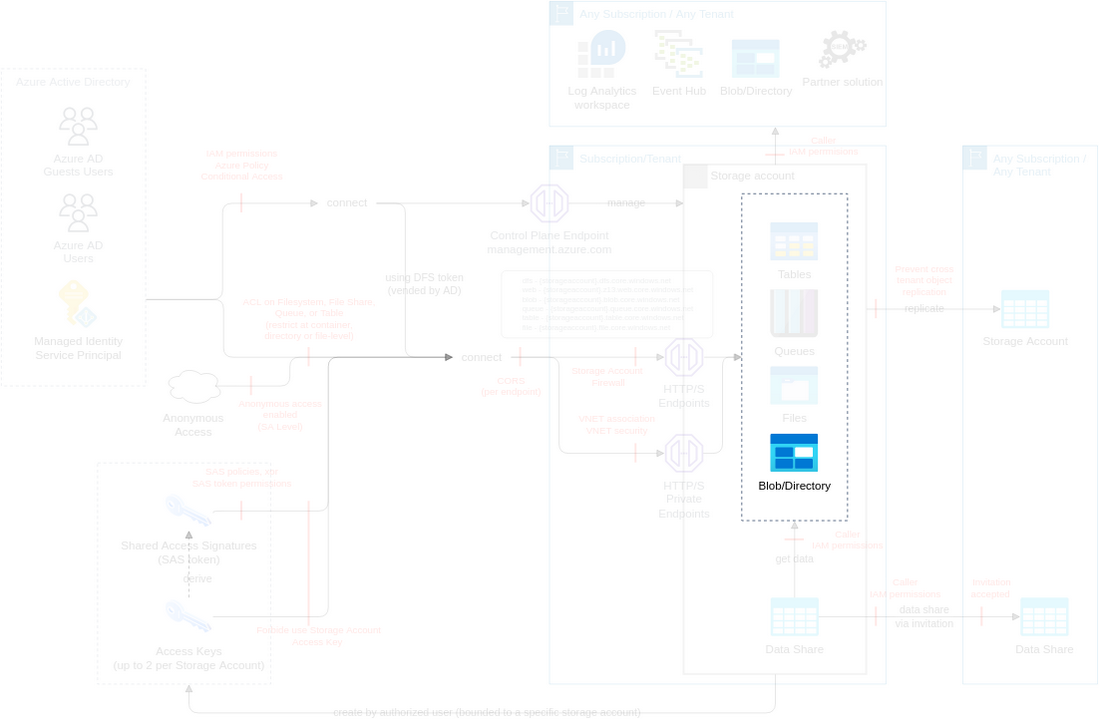 Any Subscription / Any Tenant
Log Analytics
workspace
Event Hub
Blob/Directory
SIEM
Partner solution
Azure Active Directory
Azure AD
Guests Users
Azure AD
Users
Managed Identity
Service Principal
IAM permissions
Azure Policy
Conditional Access
connect
Control Plane Endpoint
management.azure.com
manage
Caller
IAM permissions
Subscription/Tenant
Storage account
Any Subscription /
Any Tenant
using DFS token
(vended by AD)
ACL on Filesystem, File Share,
Queue, or Table
(restrict at container,
directory or file-level)
Tables
Queues
Files
Blob/Directory
Prevent cross
tenant object
replication
replicate
Storage Account
connect
CORS
(per endpoint)
Storage Account
Firewall
HTTP/S
Endpoints
VNET association
VNET security
HTTP/S
Private
Endpoints
Anonymous
Access
Anonymous access
enabled
(SA Level)
SAS policies, IP
SAS token permissions
Shared Access Signatures
(SAS token)
derive
Access Keys
(up to 2 per Storage Account)
Forbide use Storage Account
Access Key
Caller
IAM permissions
get data
Data Share
Caller
IAM permissions
data share
via invitation
Invitation
accepted
Data Share
create by authorized user (bounded to a specific storage account)